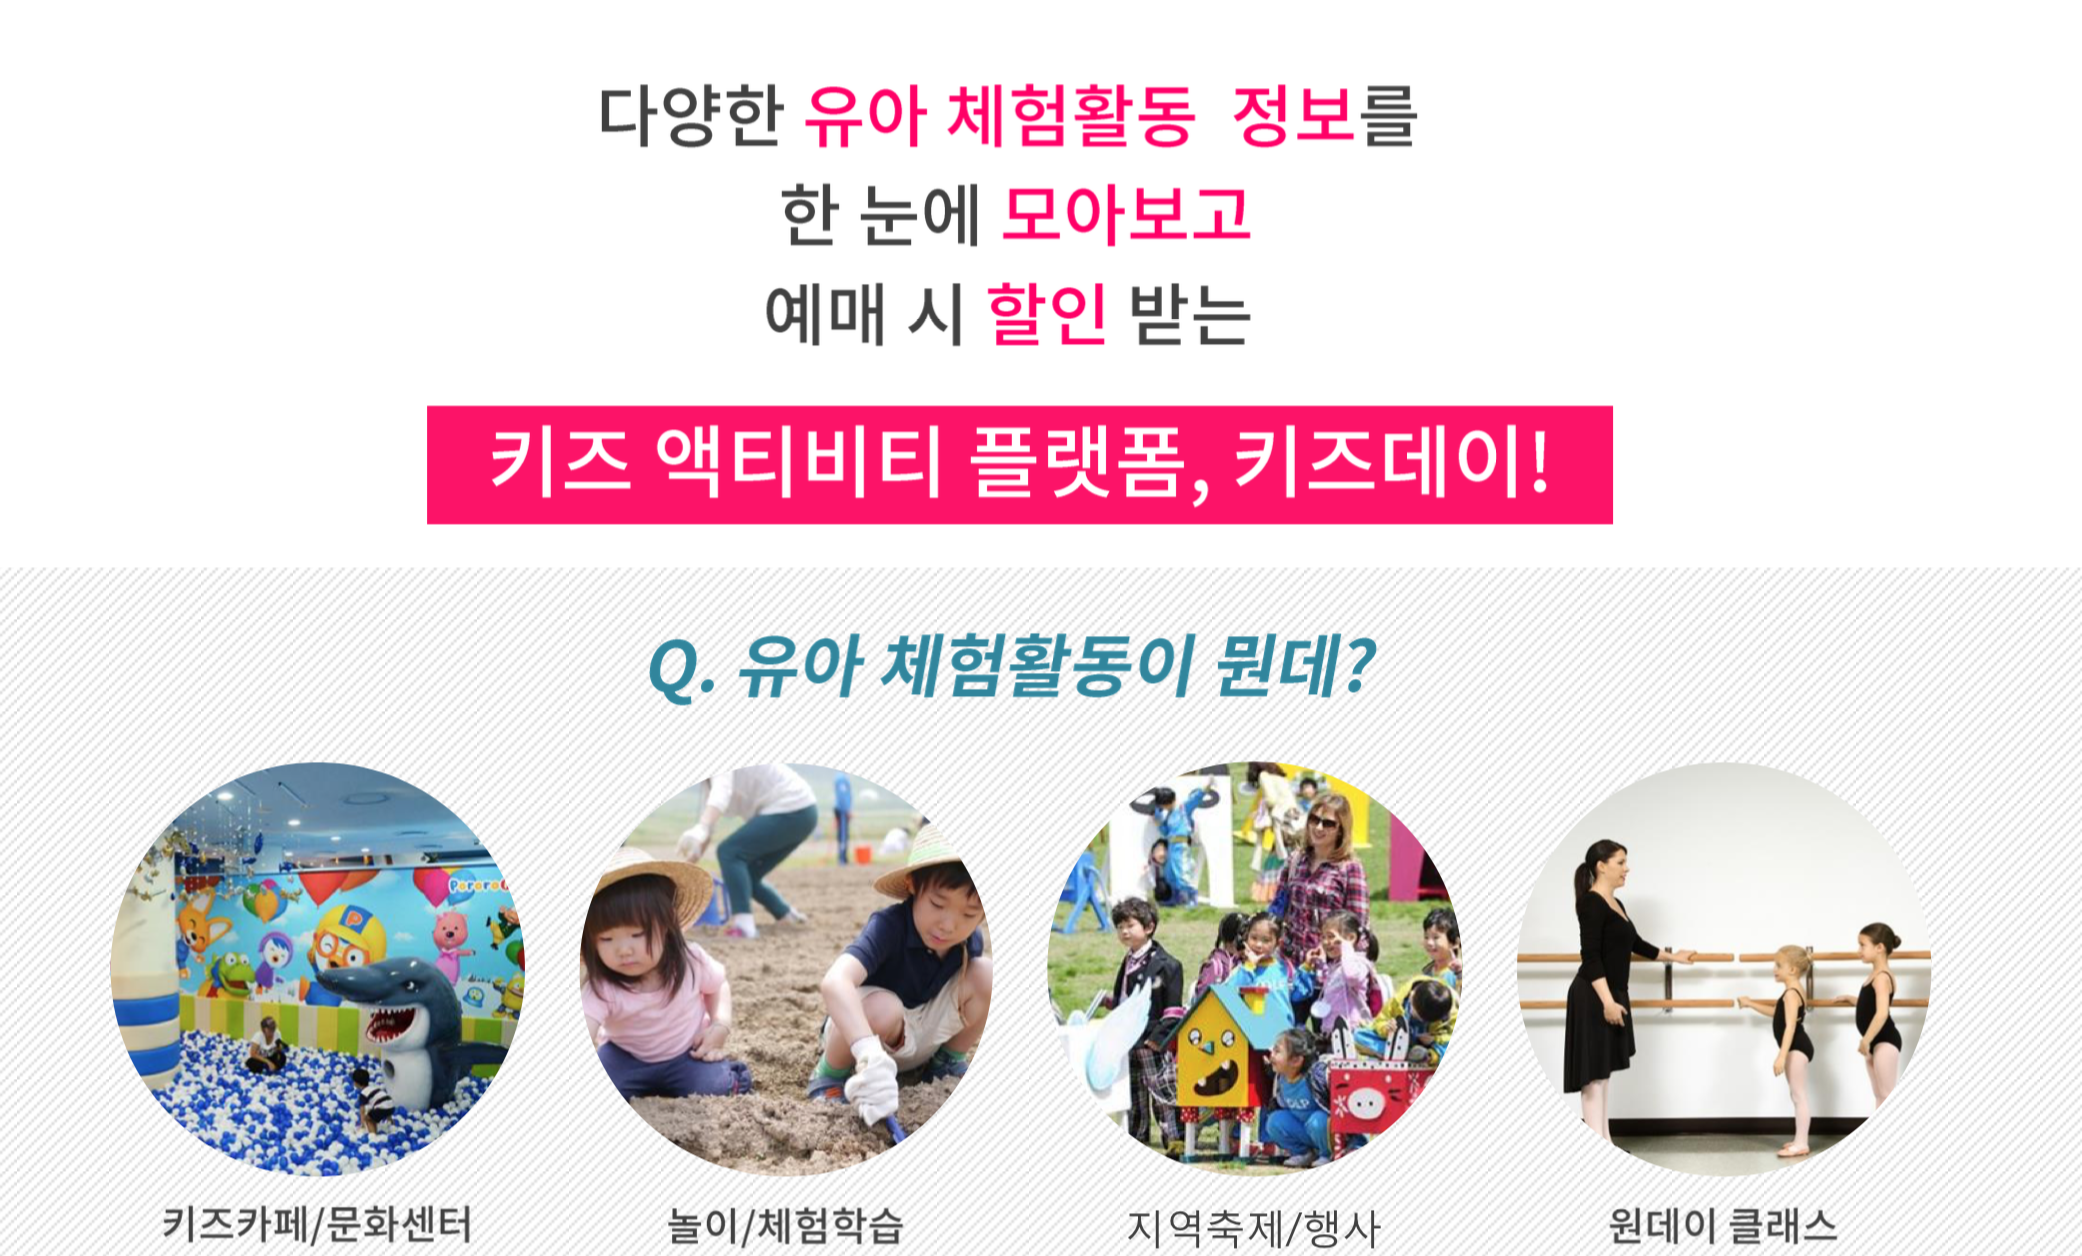 다양한 유아 체험활동 정보를
한 눈에 모아보고
예매 시 할인 받는
키즈 액티비티 플랫폼, 키즈데이!
Q. 유아 체험활동이 뭔데?
키즈카페/문화센터
놀이/체험학습
지역축제/행사
원데이 클래스